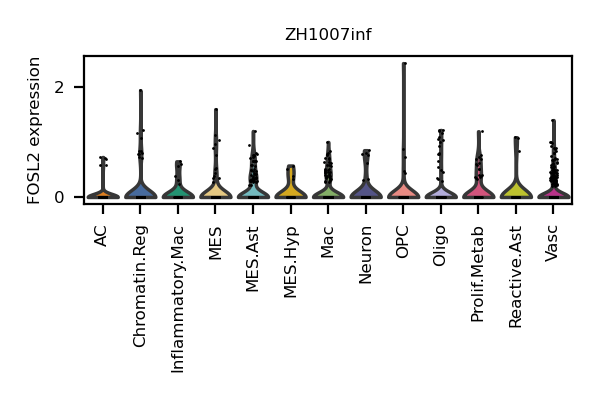 ZH1007inf
FOSL2 expression
2
0
AC
Chromatin.Reg
Inflammatory.Mac
MES
MES.Ast
MES.Hyp
Mac
Neuron
OPC
Oligo
Prolif.Metab
Reactive.Ast
Vasc